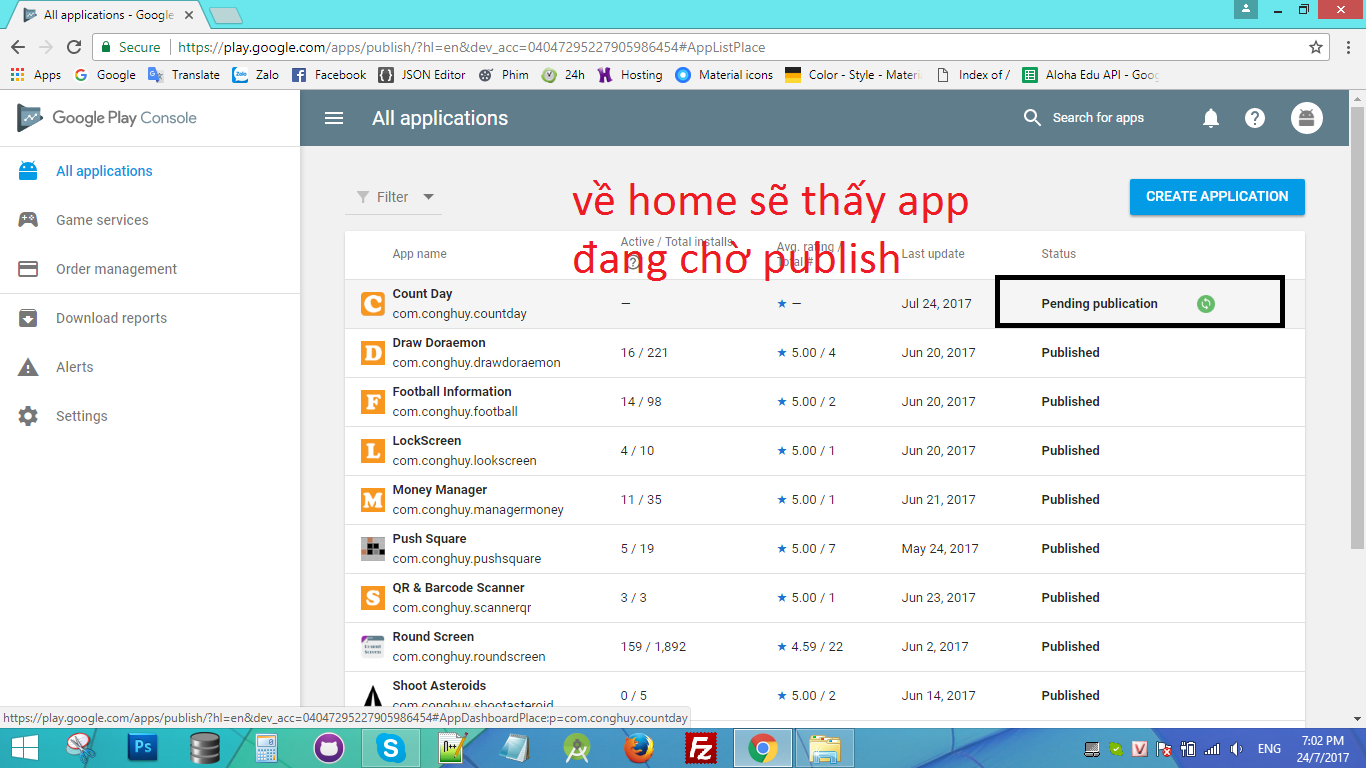 All applications - Google
Secure
https://play.google.com/apps/publish/?hl=en&dev_acc=04047295227905986454#AppListPlace
Apps Google Translate Zalo Facebook JSON Editor Phim 24h Hosting Material icons Color - Style - Materi Index of / Aloha Edu API - Goo
Google Play Console
All applications
Search for apps
All applications
Game services
Order management
Download reports
Alerts
Settings
Filter
về home sẽ thấy app
đang chờ publish
CREATE APPLICATION
App name
Active / Total installs
Avg. rating /
Total #
Last update
Status
Count Day
com.conghuy.countday
— ★ — Jul 24, 2017 Pending publication
Draw Doraemon
com.conghuy.drawdoraemon
16 / 221 ★ 5.00 / 4 Jun 20, 2017 Published
Football Information
com.conghuy.football
14 / 98 ★ 5.00 / 2 Jun 20, 2017 Published
LockScreen
com.conghuy.lookscreen
4 / 10 ★ 5.00 / 1 Jun 20, 2017 Published
Money Manager
com.conghuy.managermoney
11 / 35 ★ 5.00 / 1 Jun 21, 2017 Published
Push Square
com.conghuy.pushsquare
5 / 19 ★ 5.00 / 7 May 24, 2017 Published
QR & Barcode Scanner
com.conghuy.scannerqr
3 / 3 ★ 5.00 / 1 Jun 23, 2017 Published
Round Screen
com.conghuy.roundscreen
159 / 1,892 ★ 4.59 / 22 Jun 2, 2017 Published
Shoot Asteroids
com.conghuy.shootasteroid
0 / 5 ★ 5.00 / 2 Jun 14, 2017 Published
https://play.google.com/apps/publish/?hl=en&dev_acc=04047295227905986454#AppDashboardPlace:p=com.conghuy.countday
ENG
7:02 PM
24/7/2017